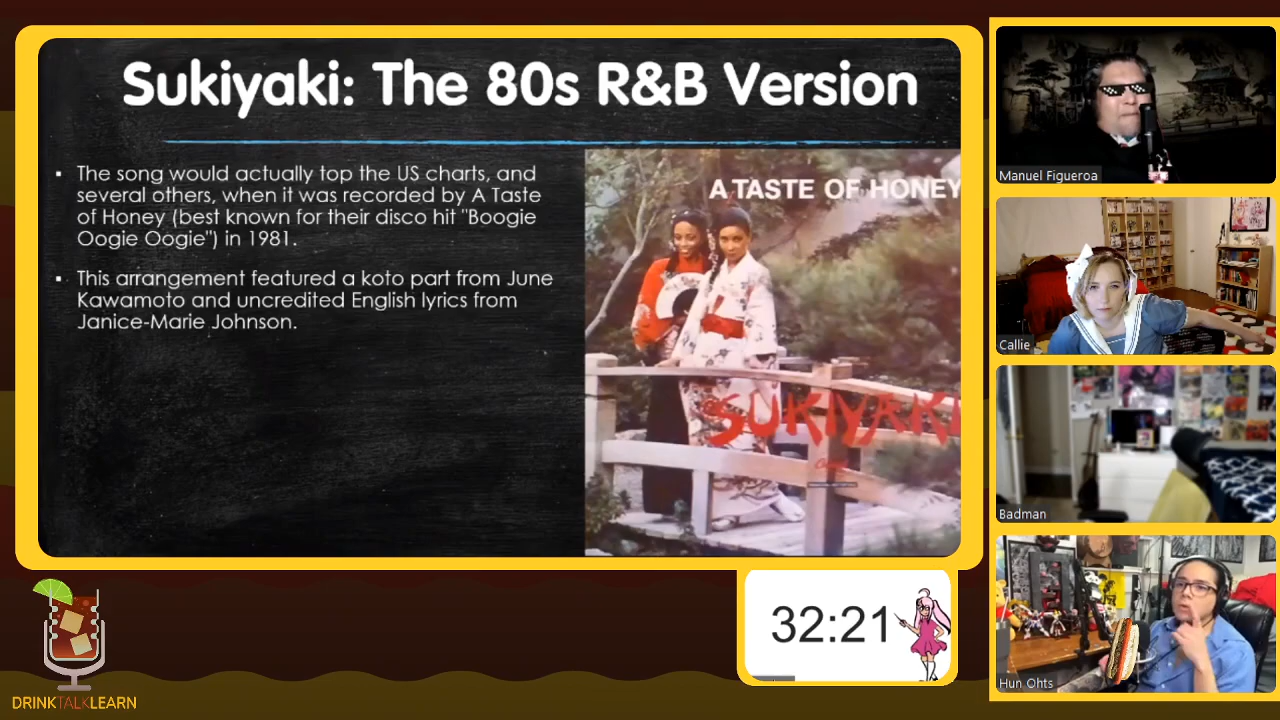 Sukiyaki: The 80s R&B Version
▪ The song would actually top the US charts, and
several others, when it was recorded by A Taste
of Honey (best known for their disco hit "Boogie
Oogie Oogie") in 1981.
▪ This arrangement featured a koto part from June
Kawamoto and uncredited English lyrics from
Janice-Marie Johnson.
A TASTE OF HONEY
SUKIYAKI
Manuel Figueroa
Callie
Badman
Hun Ohts
32:21
DRINKTALKLEARN